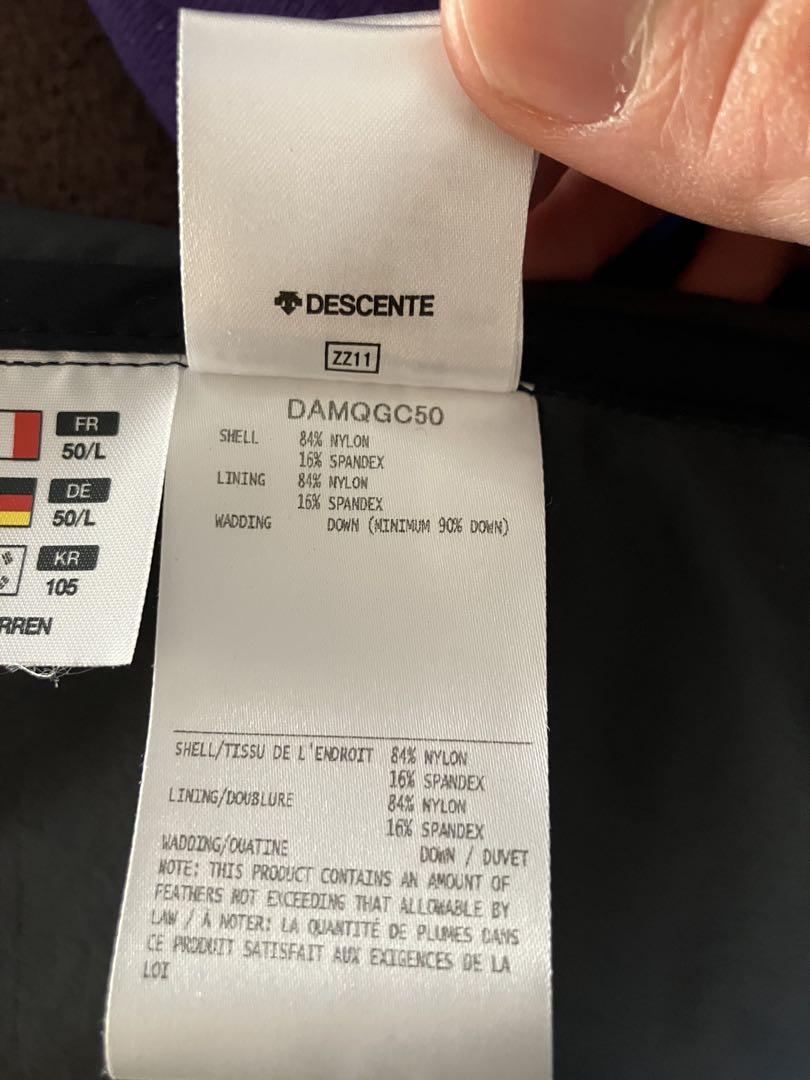 DESCENTE
ZZ11
DAMQGC50
SHELL 84% NYLON
16% SPANDEX
LINING 84% NYLON
16% SPANDEX
WADDING DOWN (MINIMUM 90% DOWN)
SHELL/TISSU DE L'ENDROIT 84% NYLON
16% SPANDEX
LINING/DOUBLURE 84% NYLON
16% SPANDEX
WADDING/OUATINE DOWN / DUVET
NOTE: THIS PRODUCT CONTAINS AN AMOUNT OF
FEATHERS NOT EXCEEDING THAT ALLOWABLE BY
LAW / À NOTER: LA QUANTITÉ DE PLUMES DANS
CE PRODUIT SATISFAIT AUX EXIGENCES DE LA
LOI
FR
50/L
DE
50/L
KR
105
RREN